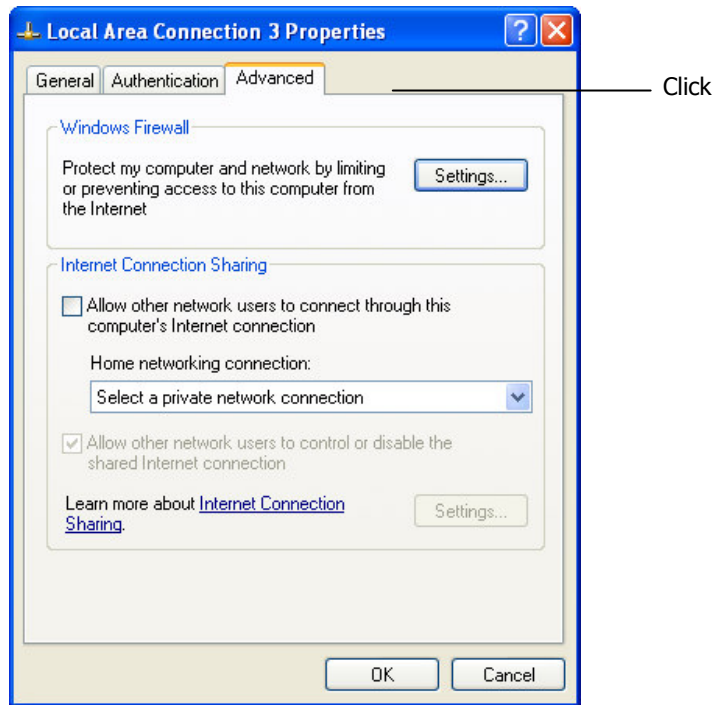 Local Area Connection 3 Properties
General Authentication Advanced
Click
Windows Firewall
Protect my computer and network by limiting
or preventing access to this computer from
the Internet
Settings...
Internet Connection Sharing
Allow other network users to connect through this
computer's Internet connection
Home networking connection:
Select a private network connection
Allow other network users to control or disable the
shared Internet connection
Learn more about Internet Connection
Sharing.
Settings...
OK Cancel